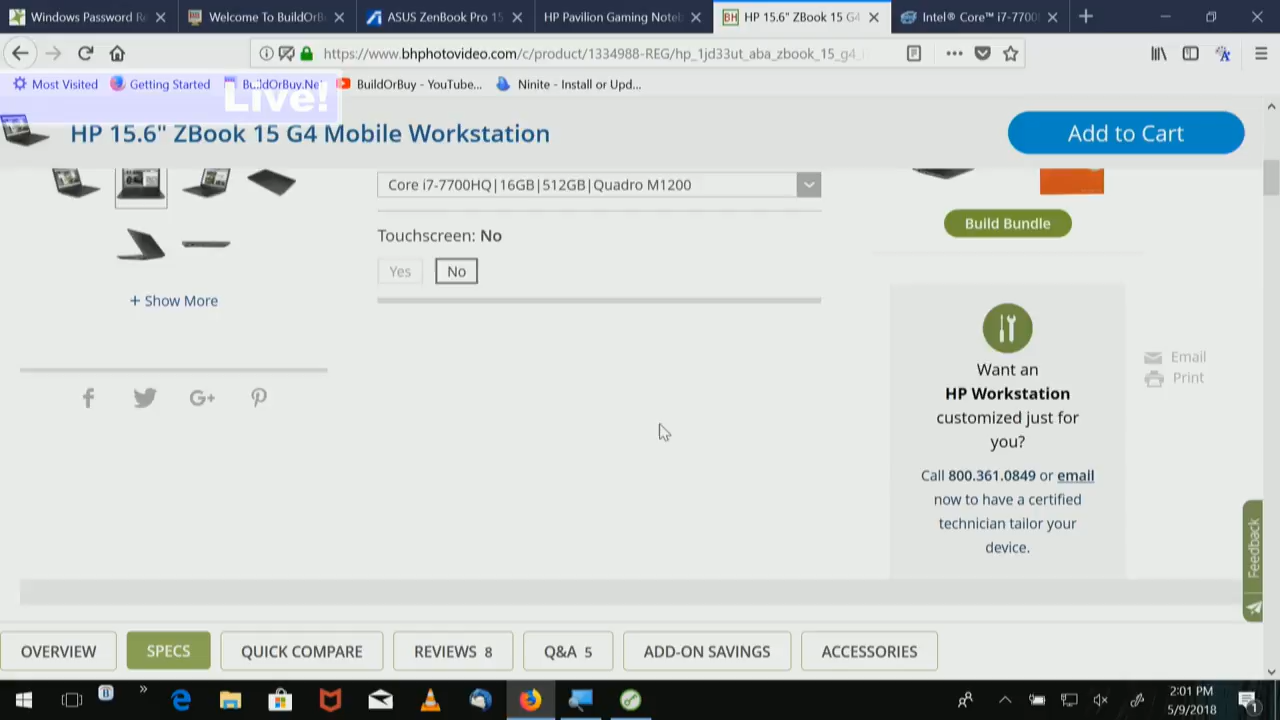 Windows Password Re
Welcome To BuildOrB
ASUS ZenBook Pro 15
HP Pavilion Gaming Noteb
BH
HP 15.6" ZBook 15 G4
Intel® Core™ i7-7700
https://www.bhphotovideo.com/c/product/1334988-REG/hp_1jd33ut_aba_zbook_15_g4_
Most Visited
Getting Started
BuildOrBuy.Net
BuildOrBuy - YouTube...
Ninite - Install or Upd...
Live!
HP 15.6" ZBook 15 G4 Mobile Workstation
Add to Cart
Core i7-7700HQ|16GB|512GB|Quadro M1200
Touchscreen: No
Yes
No
+ Show More
Build Bundle
Want an
HP Workstation
customized just for
you?
Call 800.361.0849 or email
now to have a certified
technician tailor your
device.
Email
Print
Feedback
OVERVIEW
SPECS
QUICK COMPARE
REVIEWS 8
Q&A 5
ADD-ON SAVINGS
ACCESSORIES
2:01 PM
5/9/2018
1